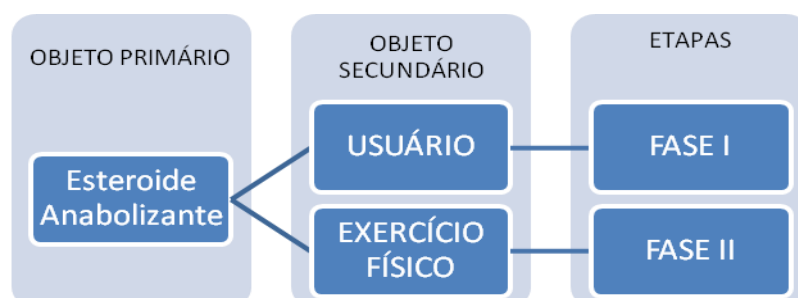 OBJETO PRIMÁRIO
OBJETO
SECUNDÁRIO
ETAPAS
Esteroide
Anabolizante
USUÁRIO
EXERCÍCIO
FÍSICO
FASE I
FASE II